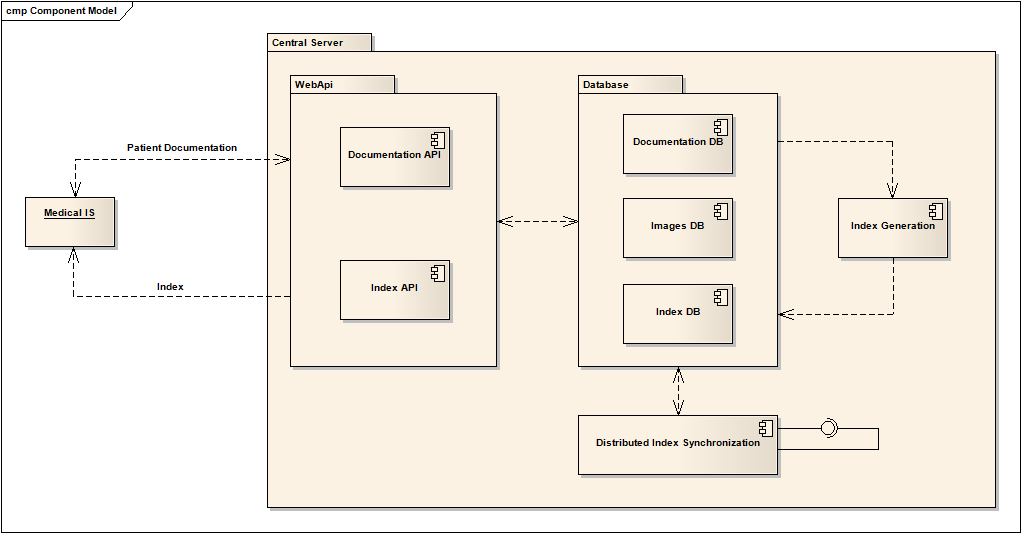 cmp Component Model
Central Server
WebApi
Database
Documentation API
Documentation DB
Patient Documentation
Medical IS
Images DB
Index Generation
Index
Index API
Index DB
Distributed Index Synchronization